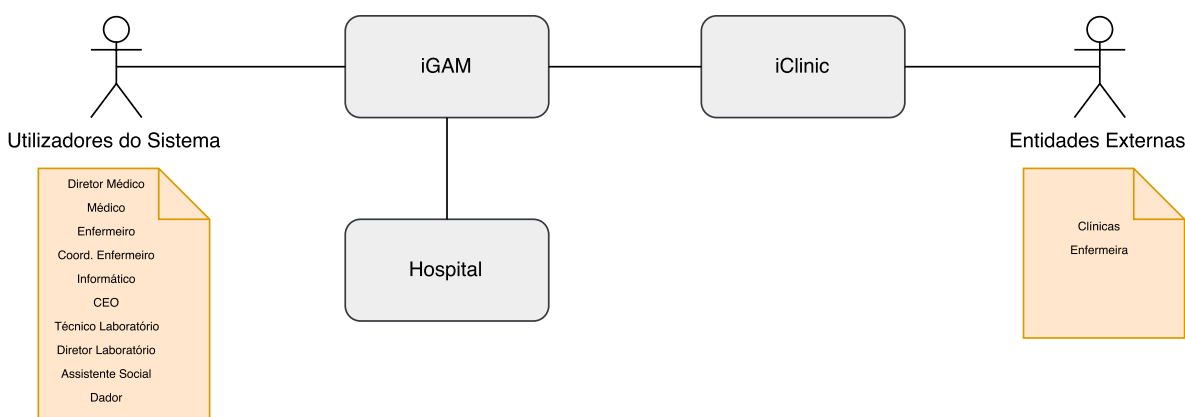 iGAM
iClinic
Utilizadores do Sistema
Entidades Externas
Diretor Médico
Médico
Enfermeiro
Coord. Enfermeiro
Informático
CEO
Técnico Laboratório
Diretor Laboratório
Assistente Social
Dador
Clínicas
Enfermeira
Hospital